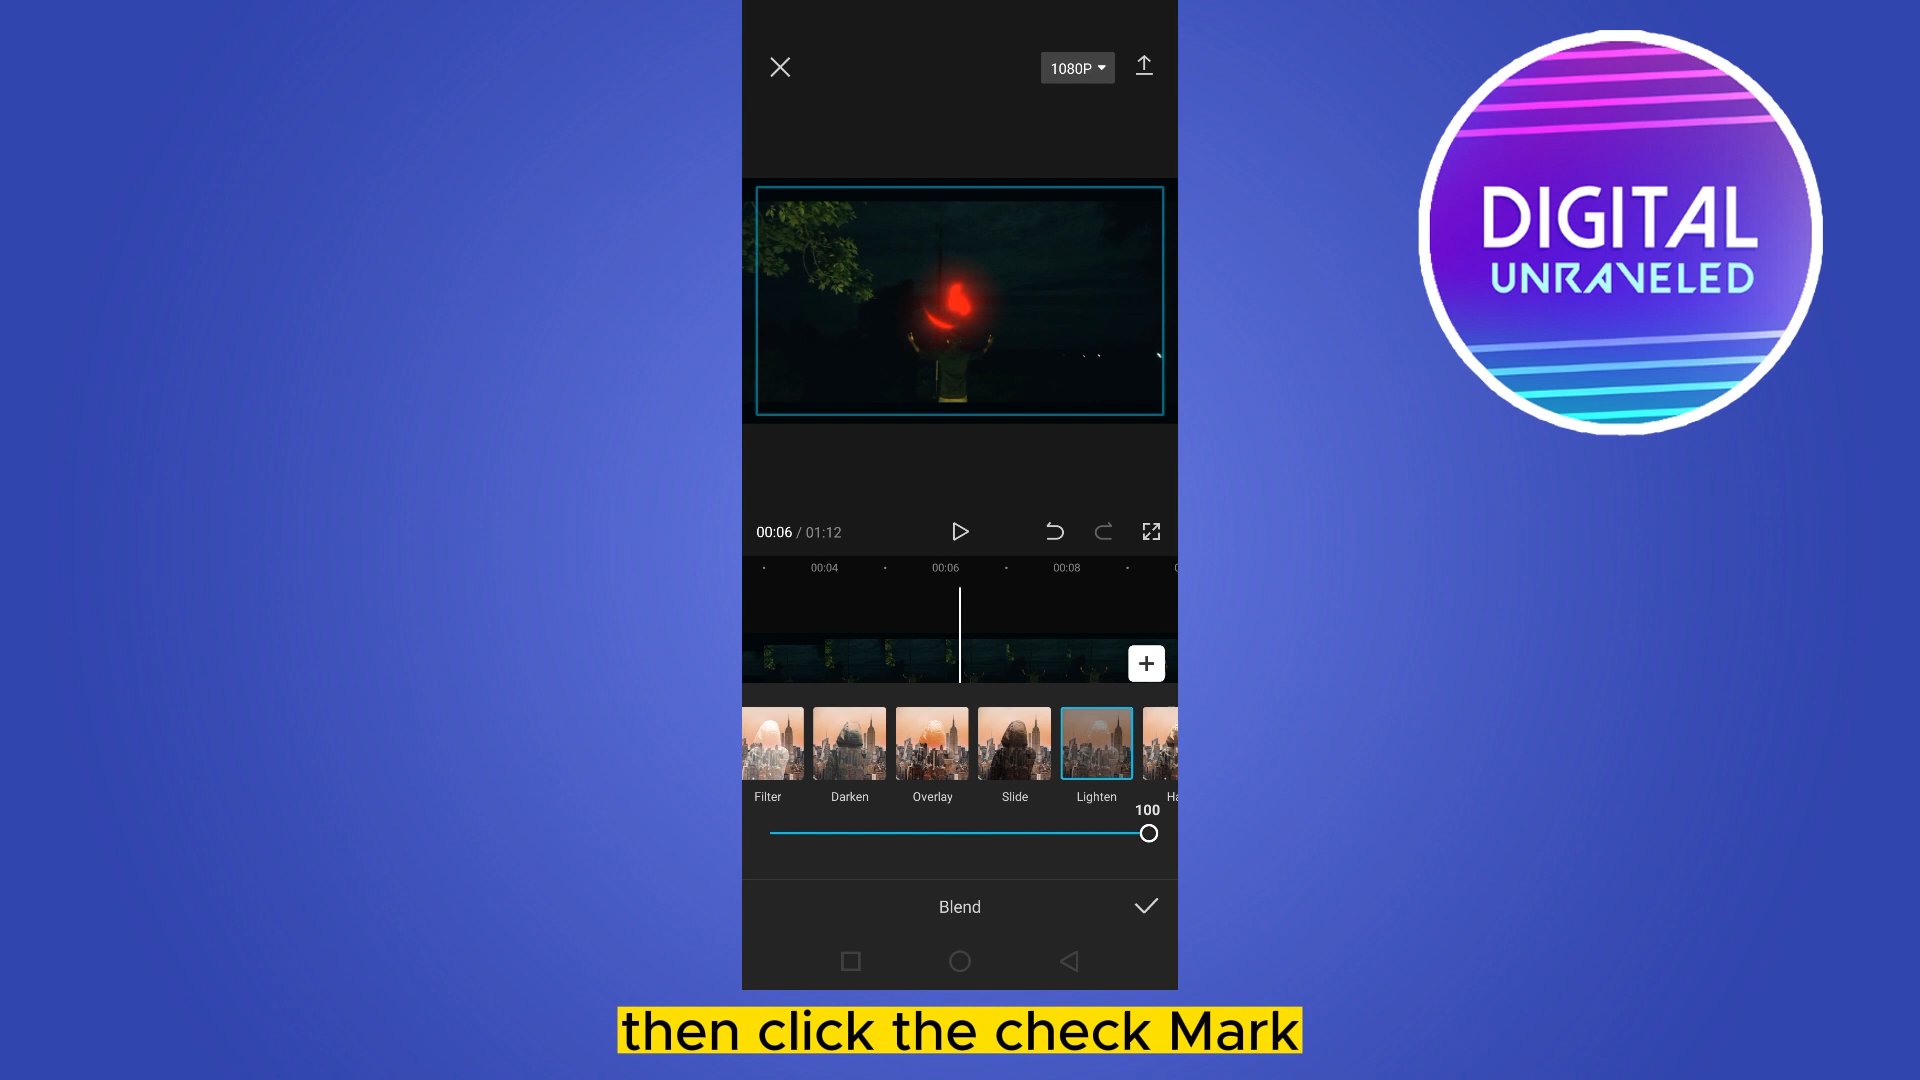 1080P
DIGITAL
UNRAVELED
00:06 / 01:12
00:04 00:06 00:08
Filter Darken Overlay Slide Lighten Ha
100
Blend
then click the check Mark